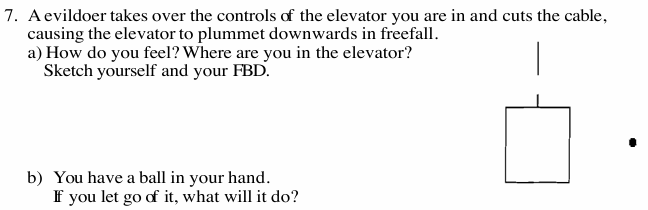 7. A evildoer takes over the controls of the elevator you are in and cuts the cable,
causing the elevator to plummet downwards in freefall.
a) How do you feel? Where are you in the elevator?
Sketch yourself and your FBD.
b) You have a ball in your hand.
If you let go of it, what will it do?